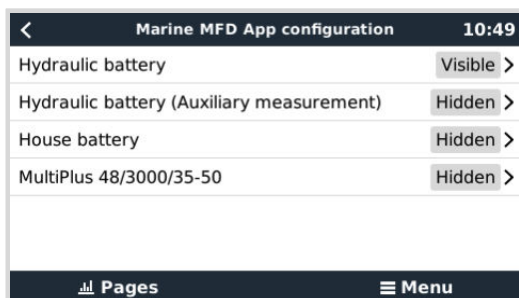 Marine MFD App configuration 10:49
Hydraulic battery Visible
Hydraulic battery (Auxiliary measurement) Hidden
House battery Hidden
MultiPlus 48/3000/35-50 Hidden
Pages Menu